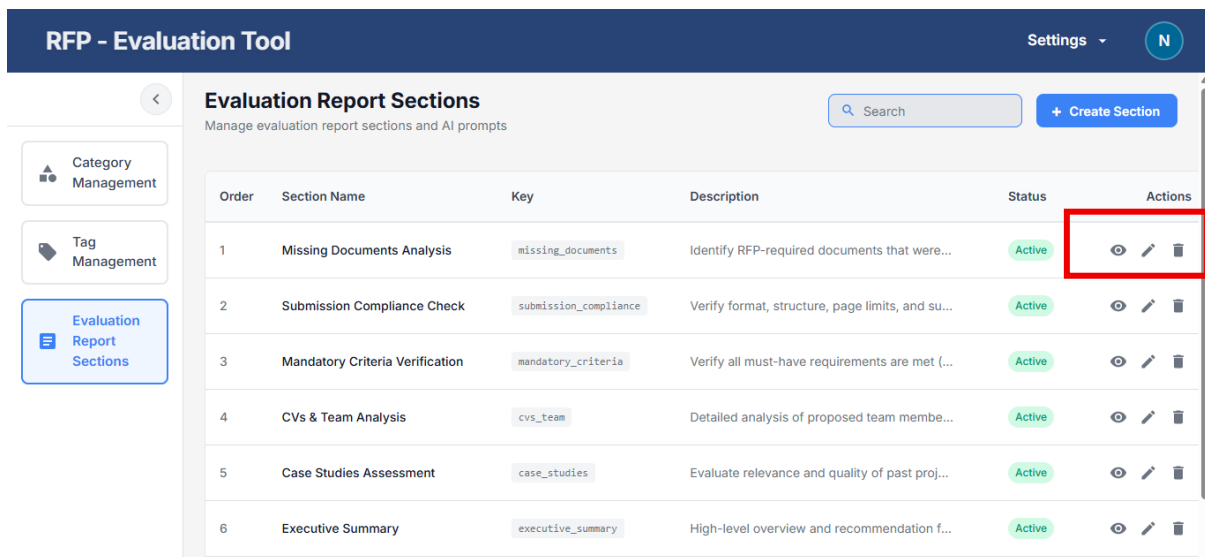 RFP - Evaluation Tool
Settings
N
Evaluation Report Sections
Manage evaluation report sections and AI prompts
Search
+ Create Section
Category
Management
Tag
Management
Evaluation
Report
Sections
Order Section Name Key Description Status Actions
1 Missing Documents Analysis missing_documents Identify RFP-required documents that were... Active
2 Submission Compliance Check submission_compliance Verify format, structure, page limits, and su... Active
3 Mandatory Criteria Verification mandatory_criteria Verify all must-have requirements are met (... Active
4 CVs & Team Analysis cvs_team Detailed analysis of proposed team membe... Active
5 Case Studies Assessment case_studies Evaluate relevance and quality of past proj... Active
6 Executive Summary executive_summary High-level overview and recommendation f... Active